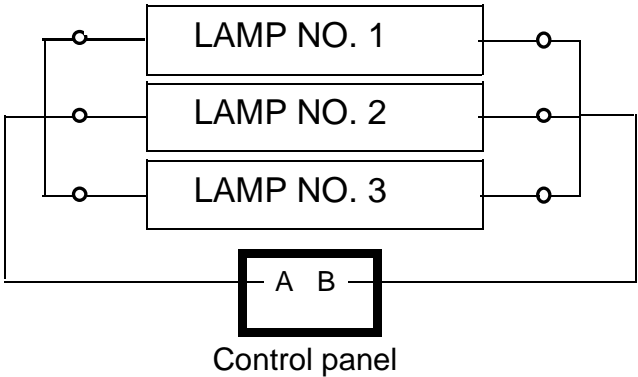 LAMP NO. 1
LAMP NO. 2
LAMP NO. 3
A B
Control panel